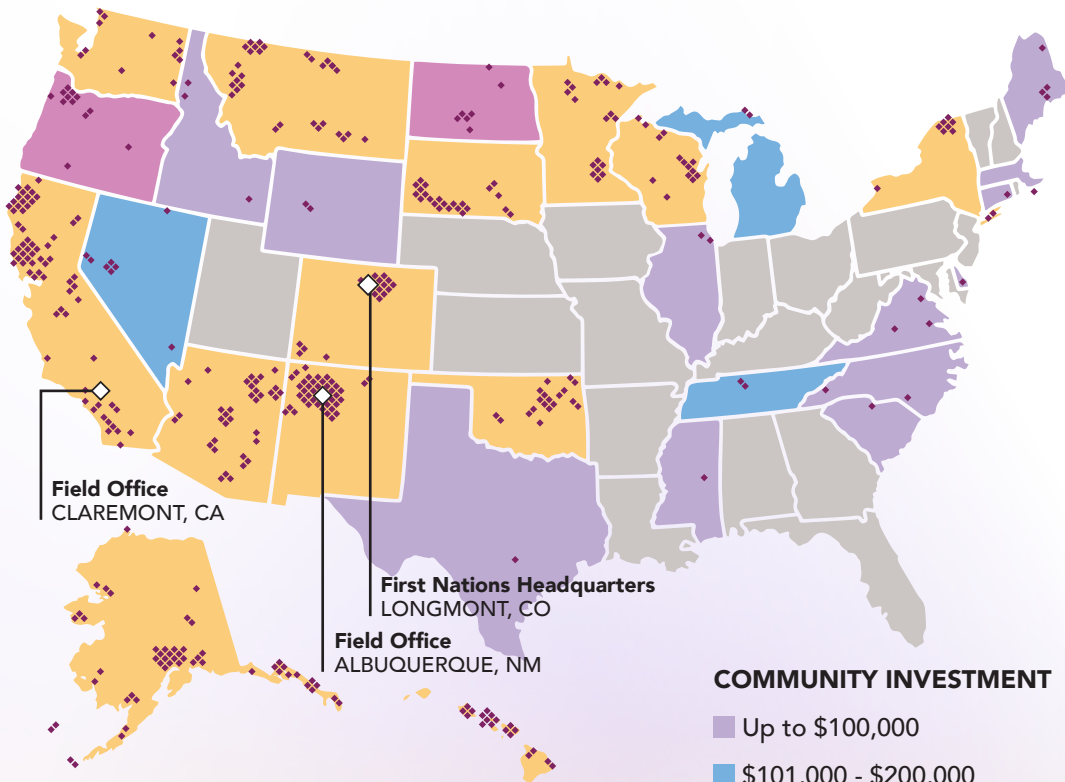 Field Office
CLAREMONT, CA
First Nations Headquarters
LONGMONT, CO
Field Office
ALBUQUERQUE, NM
COMMUNITY INVESTMENT
Up to $100,000
$101,000 - $200,000